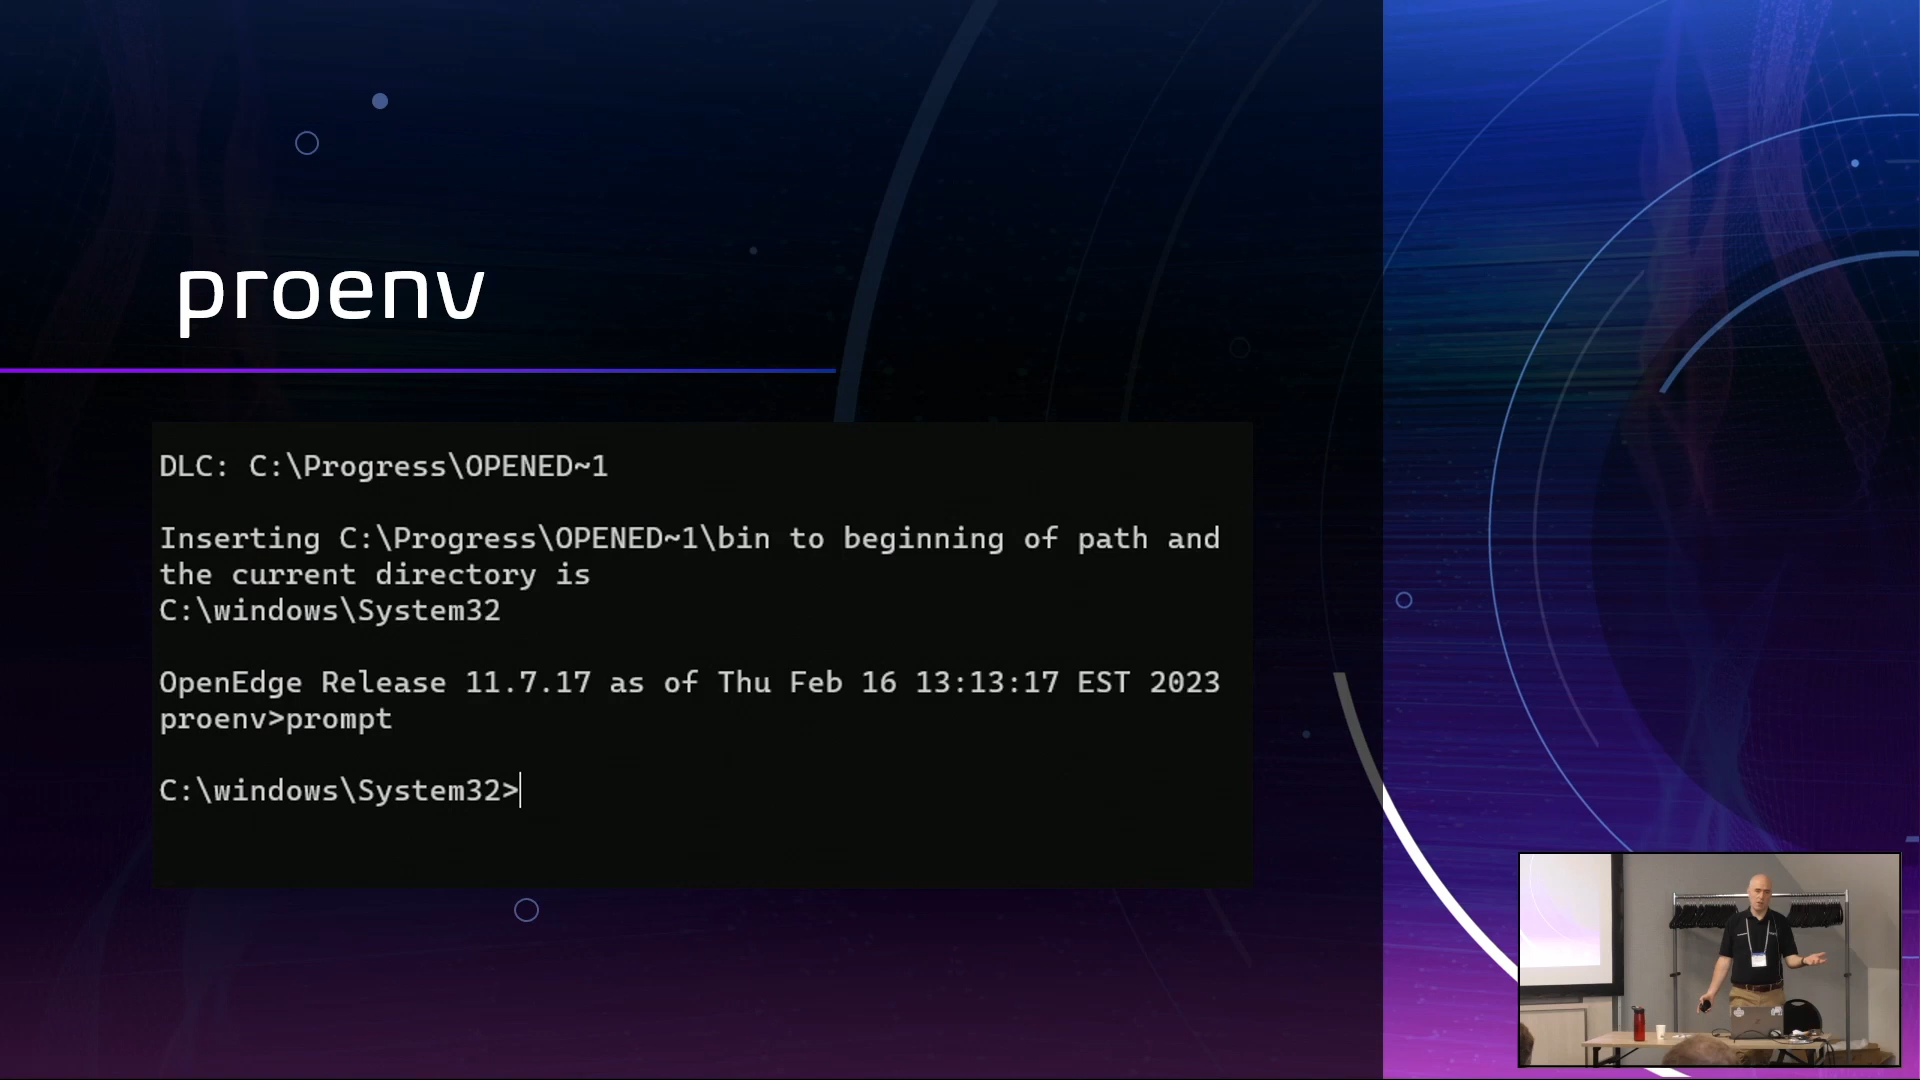 proenv
DLC: C:\Progress\OPENED~1
Inserting C:\Progress\OPENED~1\bin to beginning of path and
the current directory is
C:\windows\System32
OpenEdge Release 11.7.17 as of Thu Feb 16 13:13:17 EST 2023
proenv>prompt
C:\windows\System32>